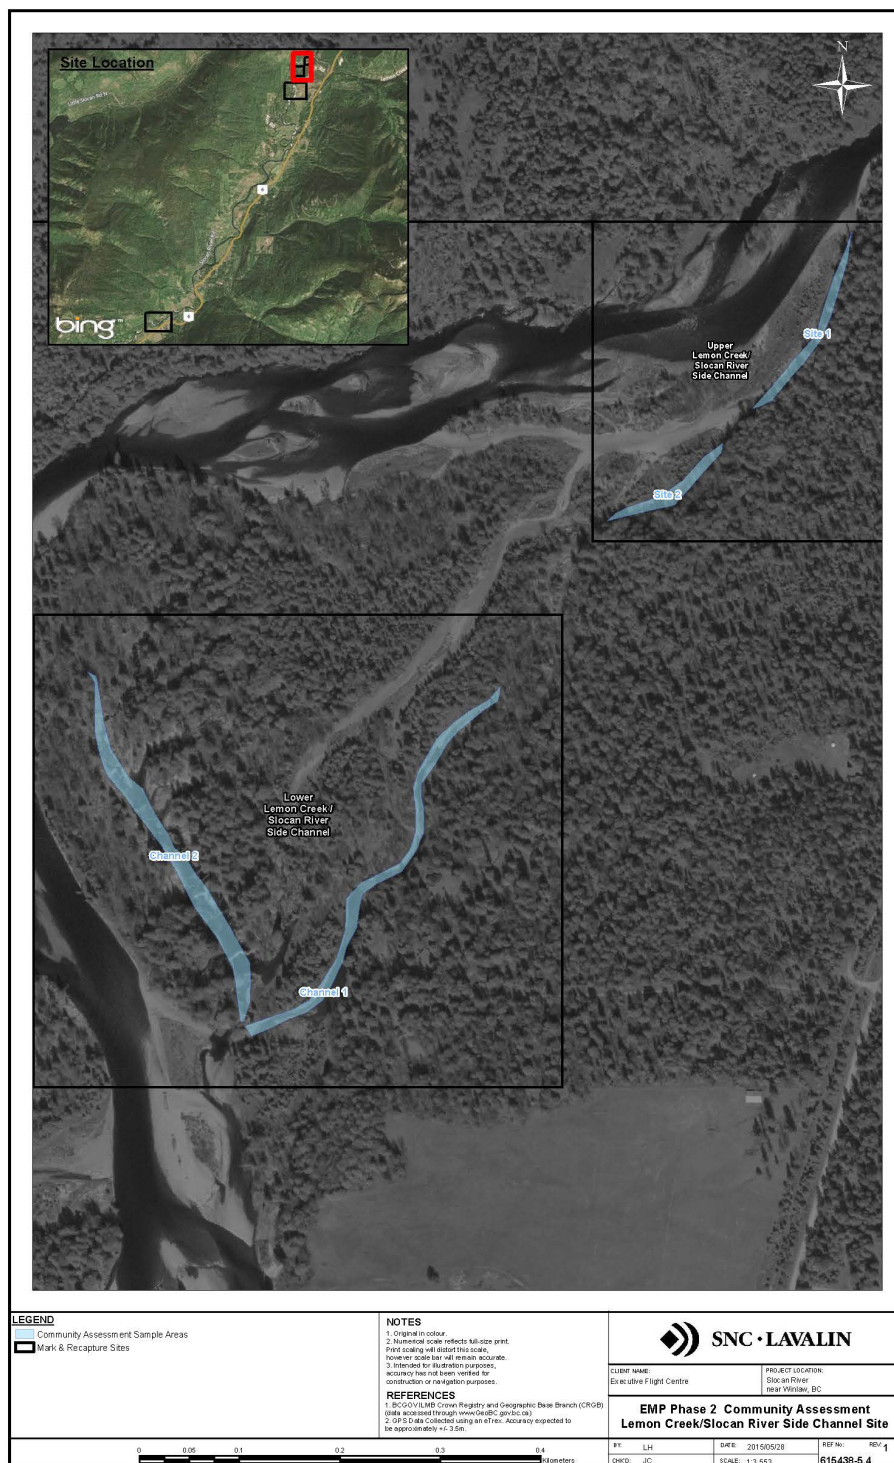 Site Location
N
Lemon Creek
6
6
bing™
Site 1
Upper
Lemon Creek/
Slocan River
Side Channel
Site 2
Lower
Lemon Creek /
Slocan River
Side Channel
Channel 2
Channel 1
LEGEND
Community Assessment Sample Areas
Mark & Recapture Sites
NOTES
1. Original in colour.
2. Numerical scale reflects full-size print.
Print scaling will distort this scale,
however scale bar will remain accurate.
3. Intended for illustration purposes,
accuracy has not been verified for
construction or navigation purposes.
REFERENCES
1. BCGOV ILMB Crown Registry and Geographic Base Branch (CRGB)
(data accessed through www.GeoBC.gov.bc.ca)
2. GPS Data Collected using an eTrex. Accuracy expected to
be approximately +/- 3.5m.
SNC · LAVALIN
CLIENT NAME:
Executive Flight Centre
PROJECT LOCATION:
Slocan River
near Winlaw, BC
EMP Phase 2 Community Assessment
Lemon Creek/Slocan River Side Channel Site
0 0.05 0.1 0.2 0.3 0.4
Kilometers
BY: LH
DATE: 2015/05/28
REF No: REV: 1
CHK'D: JC
SCALE: 1:3,553
615438-5.4